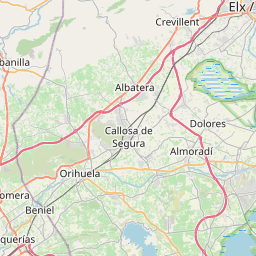 Elx /
Crevillent
banilla
Albatera
Dolores
Callosa de
Segura
Almoradí
Orihuela
omera
Beniel
querías